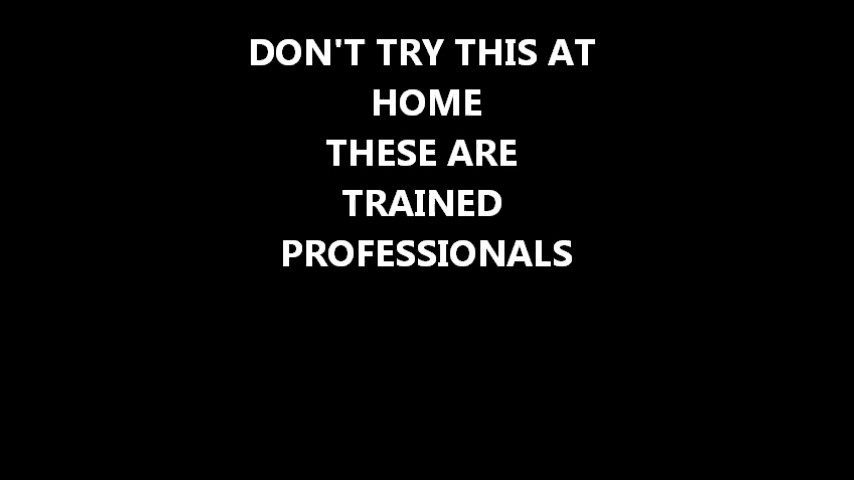 DON'T TRY THIS AT
HOME
THESE ARE
TRAINED
PROFESSIONALS